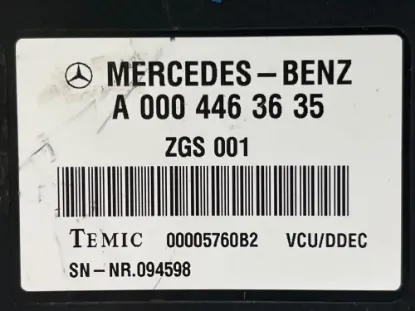 MERCEDES-BENZ
A 000 446 36 35
ZGS 001
TEMIC 00005760B2 VCU/DDEC
SN-NR.094598